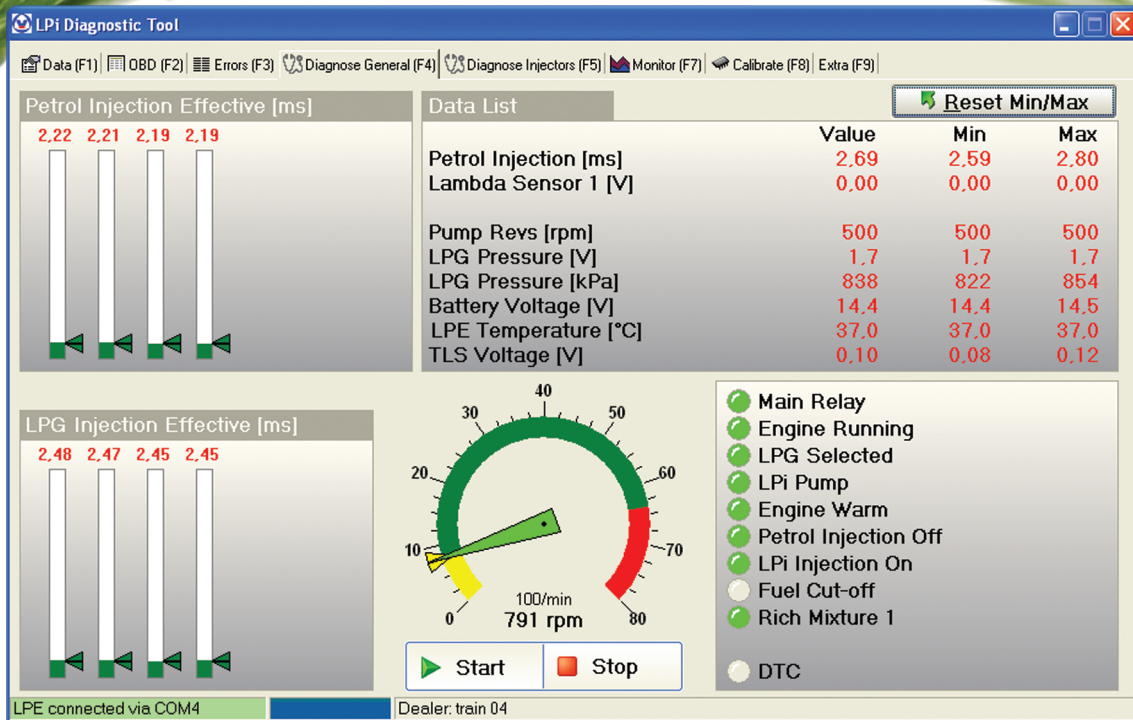 LPi Diagnostic Tool
Data (F1) OBD (F2) Errors (F3) Diagnose General (F4) Diagnose Injectors (F5) Monitor (F7) Calibrate (F8) Extra (F9)
Petrol Injection Effective [ms]
2,22 2,21 2,19 2,19
Data List
Reset Min/Max
Value Min Max
Petrol Injection [ms] 2,69 2,59 2,80
Lambda Sensor 1 [V] 0,00 0,00 0,00
Pump Revs [rpm] 500 500 500
LPG Pressure [V] 1,7 1,7 1,7
LPG Pressure [kPa] 838 822 854
Battery Voltage [V] 14,4 14,4 14,5
LPE Temperature [°C] 37,0 37,0 37,0
TLS Voltage [V] 0,10 0,08 0,12
LPG Injection Effective [ms]
2,48 2,47 2,45 2,45
0 10 20 30 40 50 60 70 80
100/min
791 rpm
Start Stop
Main Relay
Engine Running
LPG Selected
LPi Pump
Engine Warm
Petrol Injection Off
LPi Injection On
Fuel Cut-off
Rich Mixture 1
DTC
LPE connected via COM4
Dealer: train 04